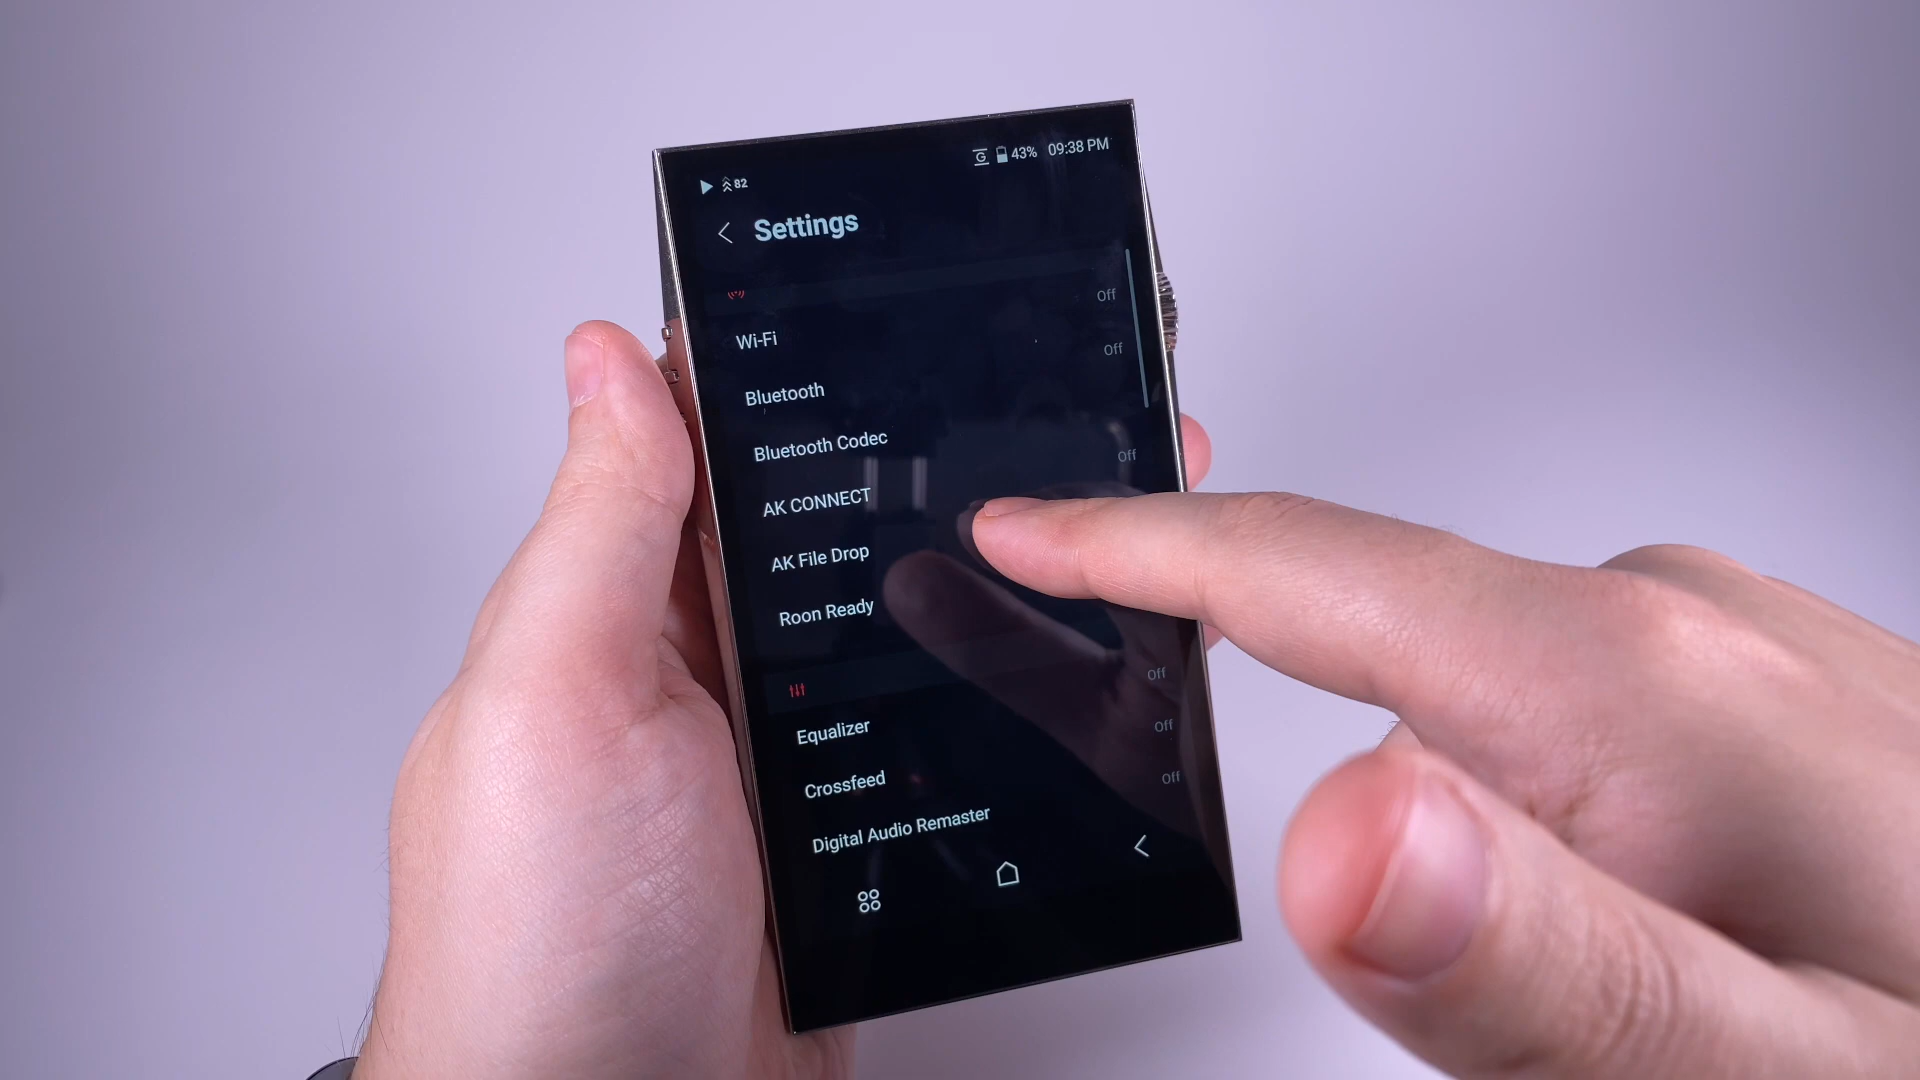 82
G 43% 09:38 PM
Settings
Wi-Fi Off
Bluetooth Off
Bluetooth Codec
AK CONNECT Off
AK File Drop
Roon Ready
Equalizer Off
Crossfeed Off
Digital Audio Remaster Off